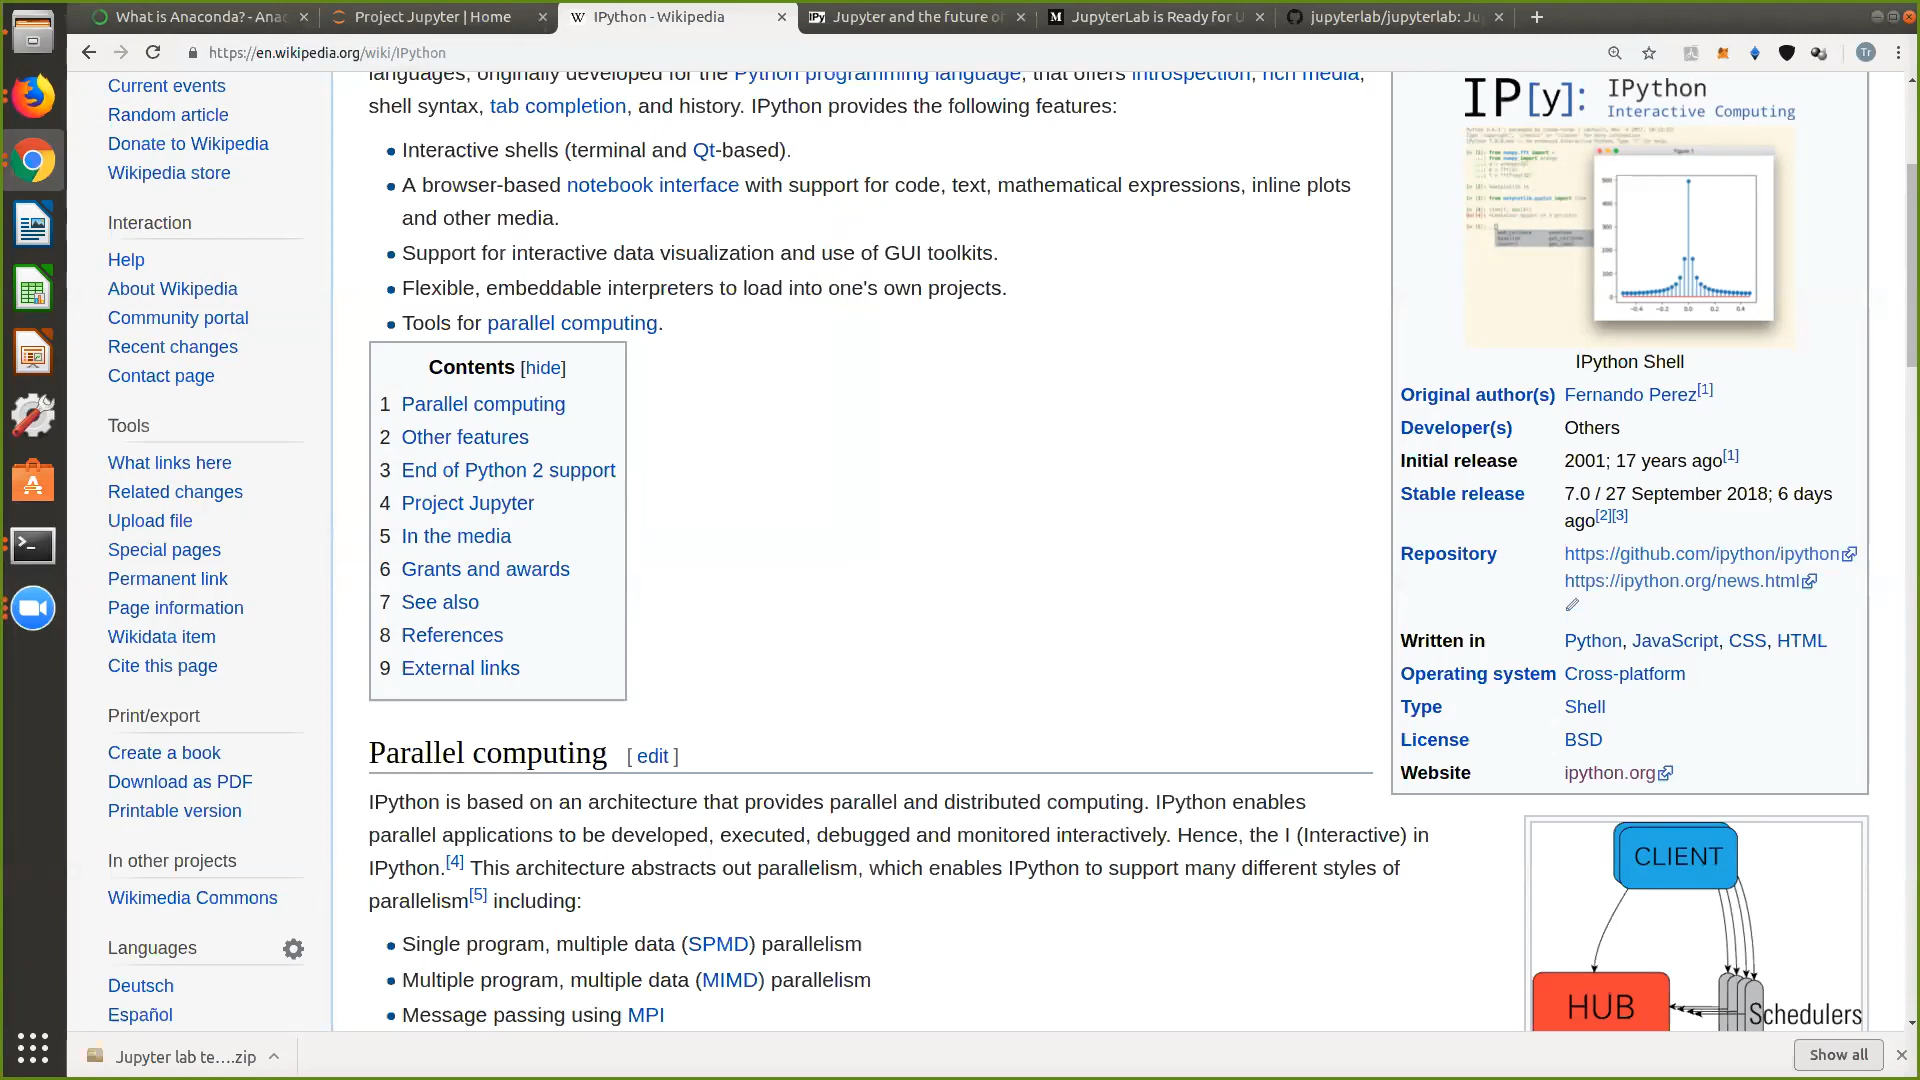 What is Anaconda? - Anac
Project Jupyter | Home
IPython - Wikipedia
Jupyter and the future of
JupyterLab is Ready for U
jupyterlab/jupyterlab: Ju
https://en.wikipedia.org/wiki/IPython
Tr
Current events
Random article
Donate to Wikipedia
Wikipedia store
Interaction
Help
About Wikipedia
Community portal
Recent changes
Contact page
Tools
What links here
Related changes
Upload file
Special pages
Permanent link
Page information
Wikidata item
Cite this page
Print/export
Create a book
Download as PDF
Printable version
In other projects
Wikimedia Commons
Languages
Deutsch
Español
languages, originally developed for the Python programming language, that offers introspection, rich media,
shell syntax, tab completion, and history. IPython provides the following features:
Interactive shells (terminal and Qt-based).
A browser-based notebook interface with support for code, text, mathematical expressions, inline plots
and other media.
Support for interactive data visualization and use of GUI toolkits.
Flexible, embeddable interpreters to load into one's own projects.
Tools for parallel computing.
Contents [hide]
1 Parallel computing
2 Other features
3 End of Python 2 support
4 Project Jupyter
5 In the media
6 Grants and awards
7 See also
8 References
9 External links
Parallel computing [ edit ]
IPython is based on an architecture that provides parallel and distributed computing. IPython enables
parallel applications to be developed, executed, debugged and monitored interactively. Hence, the I (Interactive) in
IPython.[4] This architecture abstracts out parallelism, which enables IPython to support many different styles of
parallelism[5] including:
Single program, multiple data (SPMD) parallelism
Multiple program, multiple data (MIMD) parallelism
Message passing using MPI
IP[y]: IPython
Interactive Computing
IPython Shell
Original author(s) Fernando Perez[1]
Developer(s) Others
Initial release 2001; 17 years ago[1]
Stable release 7.0 / 27 September 2018; 6 days
ago[2][3]
Repository https://github.com/ipython/ipython
https://ipython.org/news.html
Written in Python, JavaScript, CSS, HTML
Operating system Cross-platform
Type Shell
License BSD
Website ipython.org
CLIENT
HUB
Schedulers
Jupyter lab te....zip
Show all